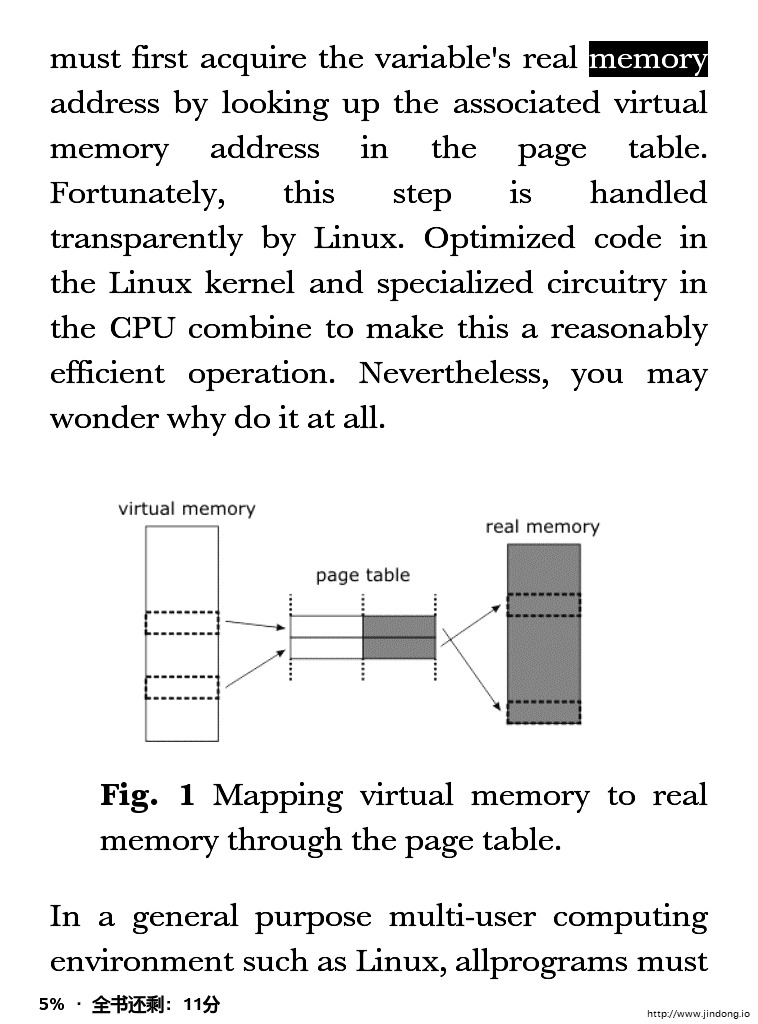 must first acquire the variable's real memory
address by looking up the associated virtual
memory address in the page table.
Fortunately, this step is handled
transparently by Linux. Optimized code in
the Linux kernel and specialized circuitry in
the CPU combine to make this a reasonably
efficient operation. Nevertheless, you may
wonder why do it at all.
virtual memory
real memory
page table
Fig. 1 Mapping virtual memory to real
memory through the page table.
In a general purpose multi-user computing
environment such as Linux, allprograms must
5% · 全书还剩：11分
http://www.jindong.io